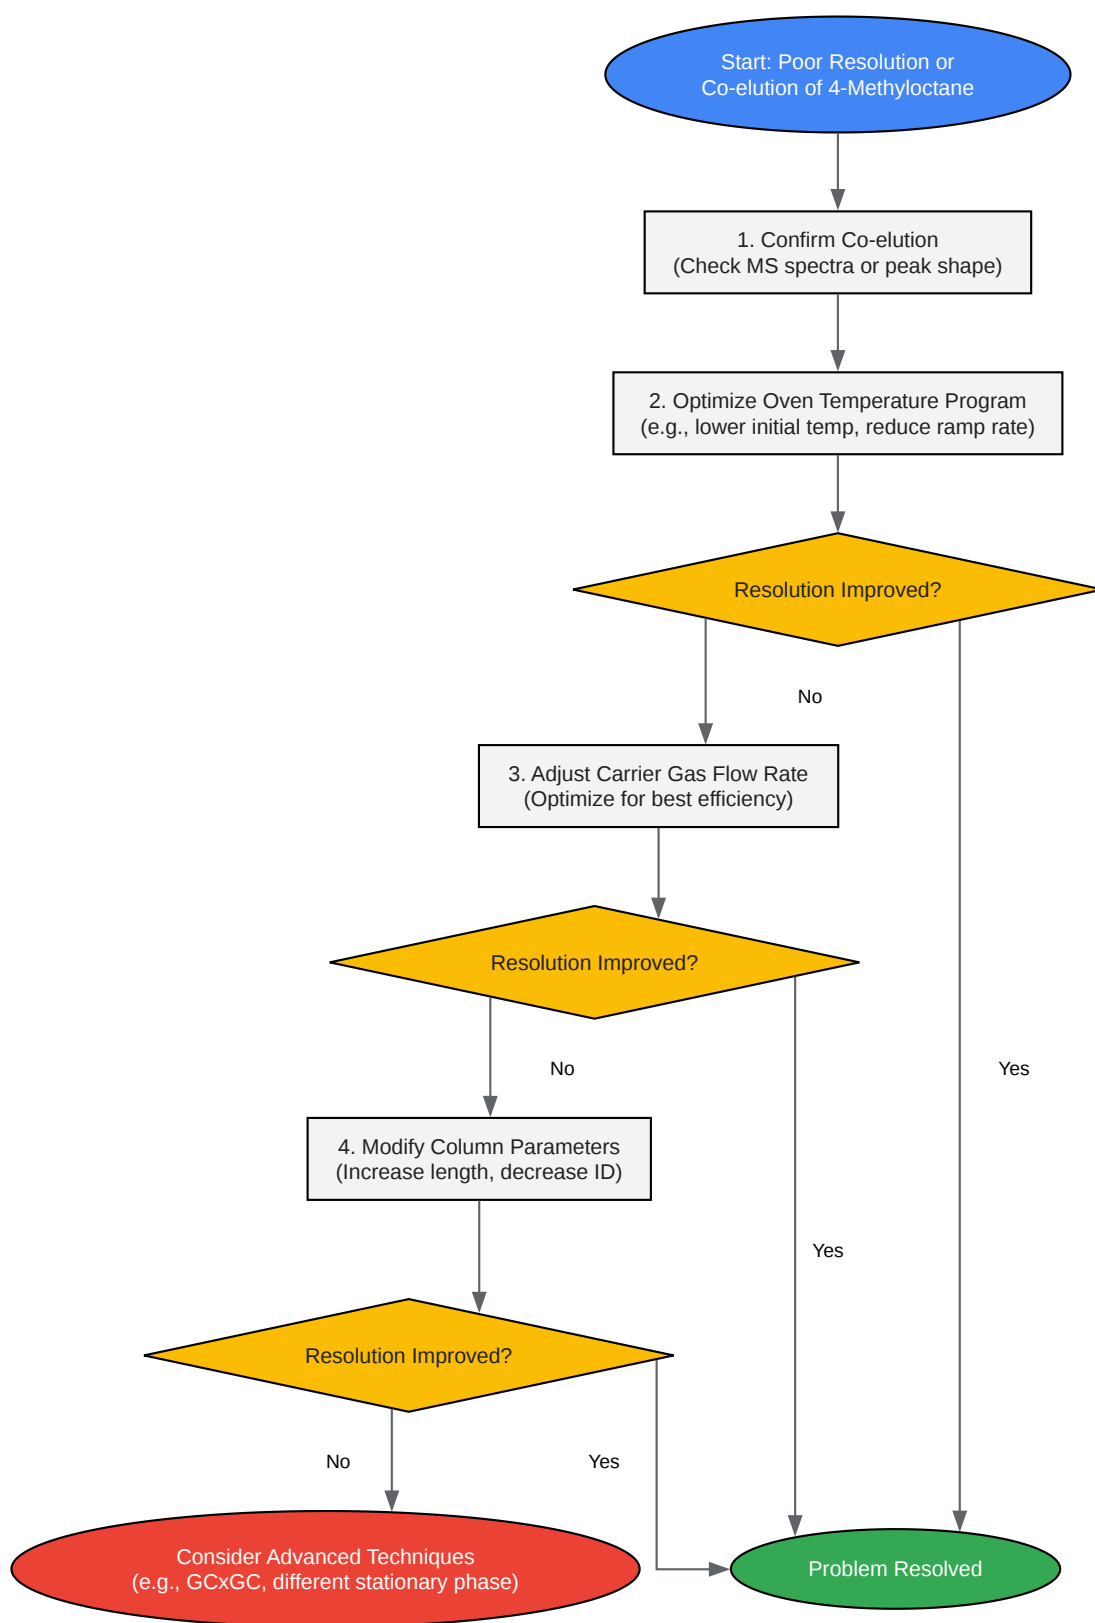 Start: Poor Resolution or
Co-elution of 4-Methyloctane
1. Confirm Co-elution
(Check MS spectra or peak shape)
2. Optimize Oven Temperature Program
(e.g., lower initial temp, reduce ramp rate)
Resolution Improved?
No
3. Adjust Carrier Gas Flow Rate
(Optimize for best efficiency)
Resolution Improved?
No
Yes
4. Modify Column Parameters
(Increase length, decrease ID)
Yes
Resolution Improved?
No
Yes
Consider Advanced Techniques
(e.g., GCxGC, different stationary phase)
Problem Resolved